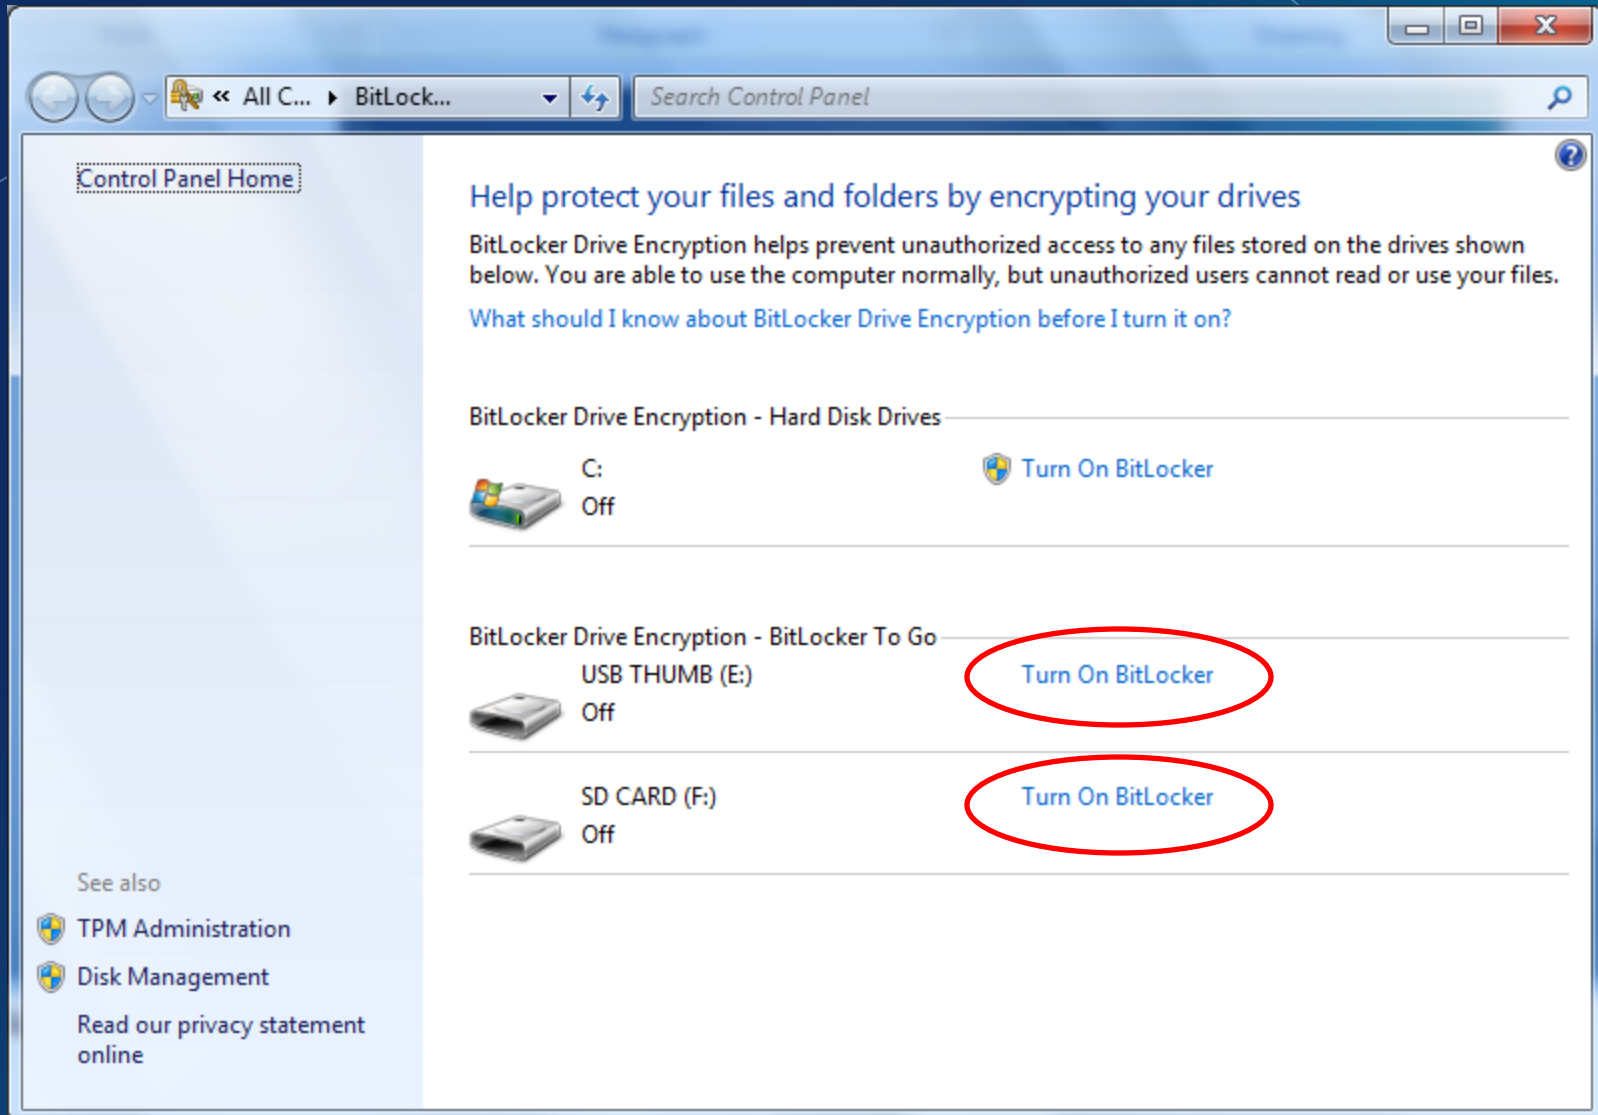 All C... BitLock...
Search Control Panel
Control Panel Home
Help protect your files and folders by encrypting your drives
BitLocker Drive Encryption helps prevent unauthorized access to any files stored on the drives shown
below. You are able to use the computer normally, but unauthorized users cannot read or use your files.
What should I know about BitLocker Drive Encryption before I turn it on?
BitLocker Drive Encryption - Hard Disk Drives
C:
Off
Turn On BitLocker
BitLocker Drive Encryption - BitLocker To Go
USB THUMB (E:)
Off
Turn On BitLocker
SD CARD (F:)
Off
Turn On BitLocker
See also
TPM Administration
Disk Management
Read our privacy statement
online